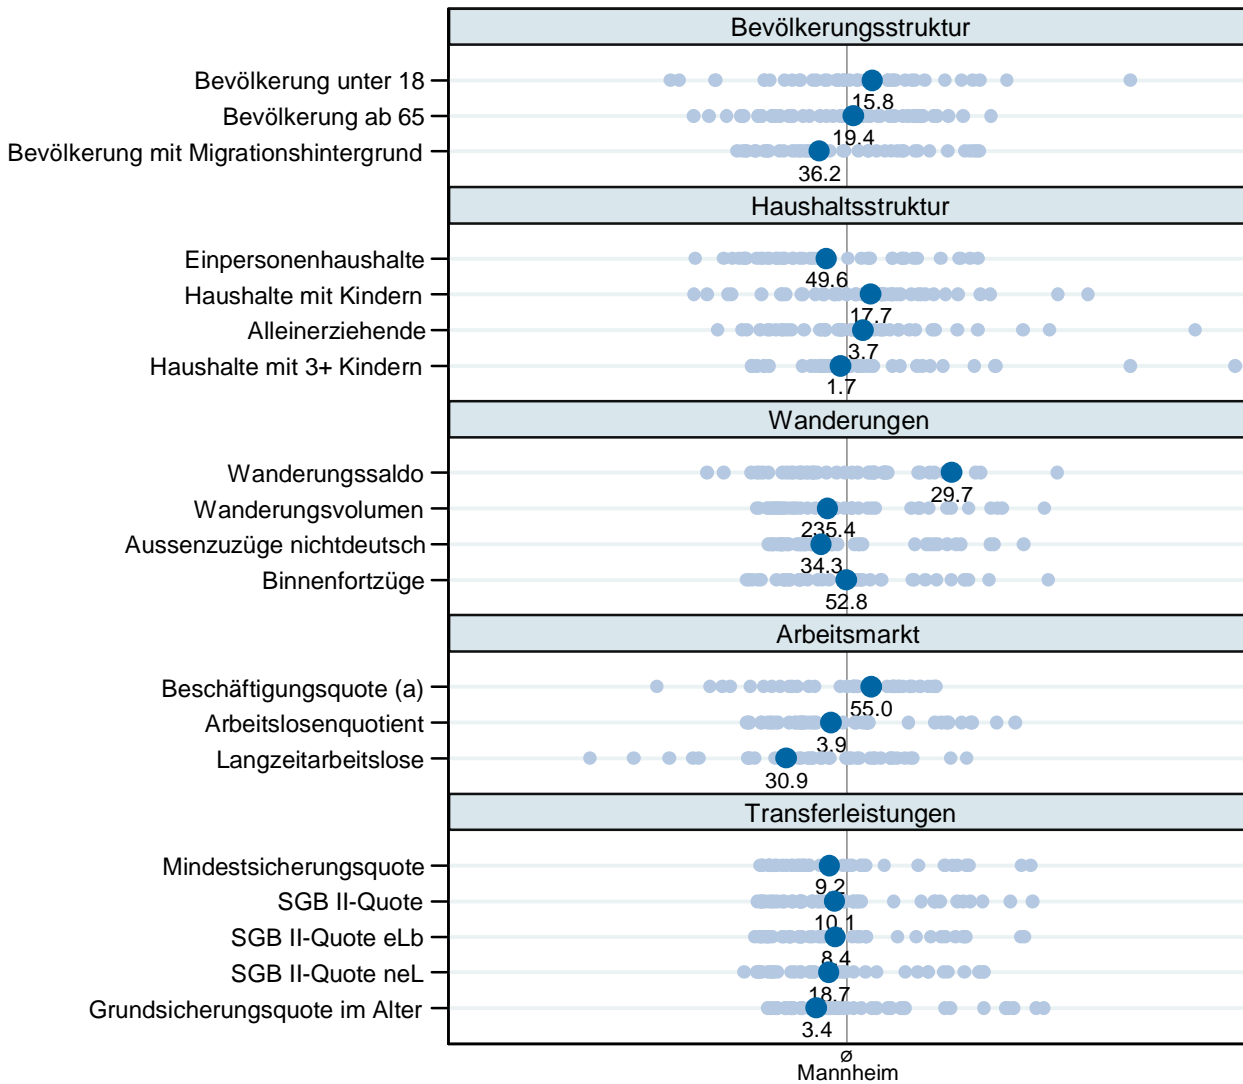 Bevölkerungsstruktur
Bevölkerung unter 18
15.8
Bevölkerung ab 65
19.4
Bevölkerung mit Migrationshintergrund
36.2
Haushaltsstruktur
Einpersonenhaushalte
49.6
Haushalte mit Kindern
17.7
Alleinerziehende
3.7
Haushalte mit 3+ Kindern
1.7
Wanderungen
Wanderungssaldo
29.7
Wanderungsvolumen
235.4
Aussenzuzüge nichtdeutsch
34.3
Binnenfortzüge
52.8
Arbeitsmarkt
Beschäftigungsquote (a)
55.0
Arbeitslosenquotient
3.9
Langzeitarbeitslose
30.9
Transferleistungen
Mindestsicherungsquote
9.2
SGB II-Quote
10.1
SGB II-Quote eLb
8.4
SGB II-Quote neL
18.7
Grundsicherungsquote im Alter
3.4
ø
Mannheim